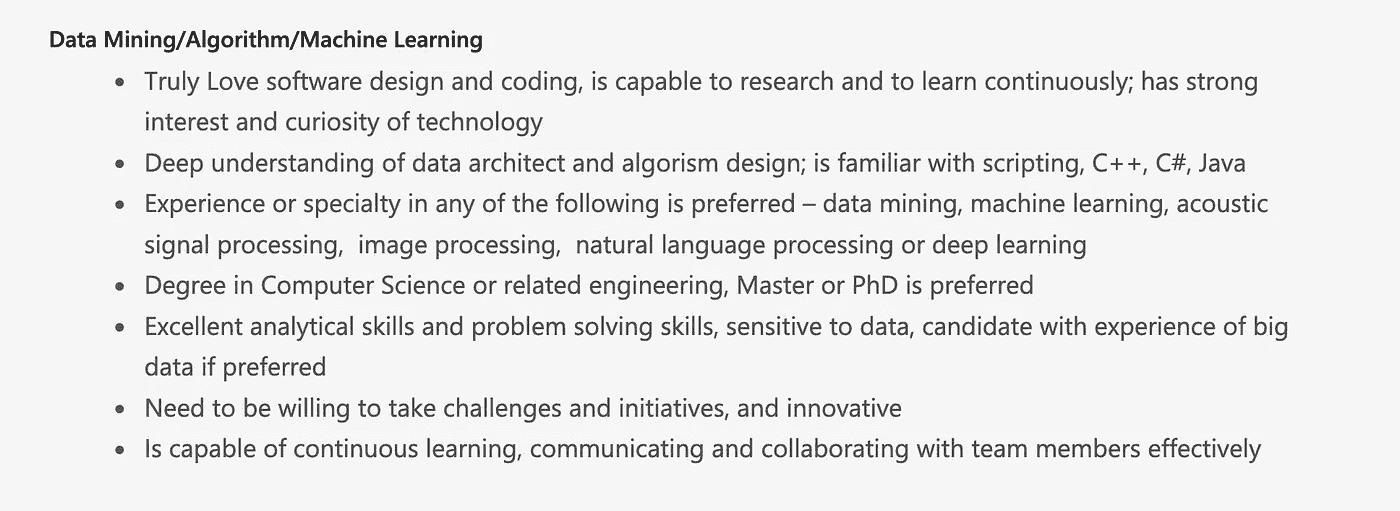 Data Mining/Algorithm/Machine Learning
• Truly Love software design and coding, is capable to research and to learn continuously; has strong
interest and curiosity of technology
• Deep understanding of data architect and algorism design; is familiar with scripting, C++, C#, Java
• Experience or specialty in any of the following is preferred – data mining, machine learning, acoustic
signal processing,  image processing,  natural language processing or deep learning
• Degree in Computer Science or related engineering, Master or PhD is preferred
• Excellent analytical skills and problem solving skills, sensitive to data, candidate with experience of big
data if preferred
• Need to be willing to take challenges and initiatives, and innovative
• Is capable of continuous learning, communicating and collaborating with team members effectively